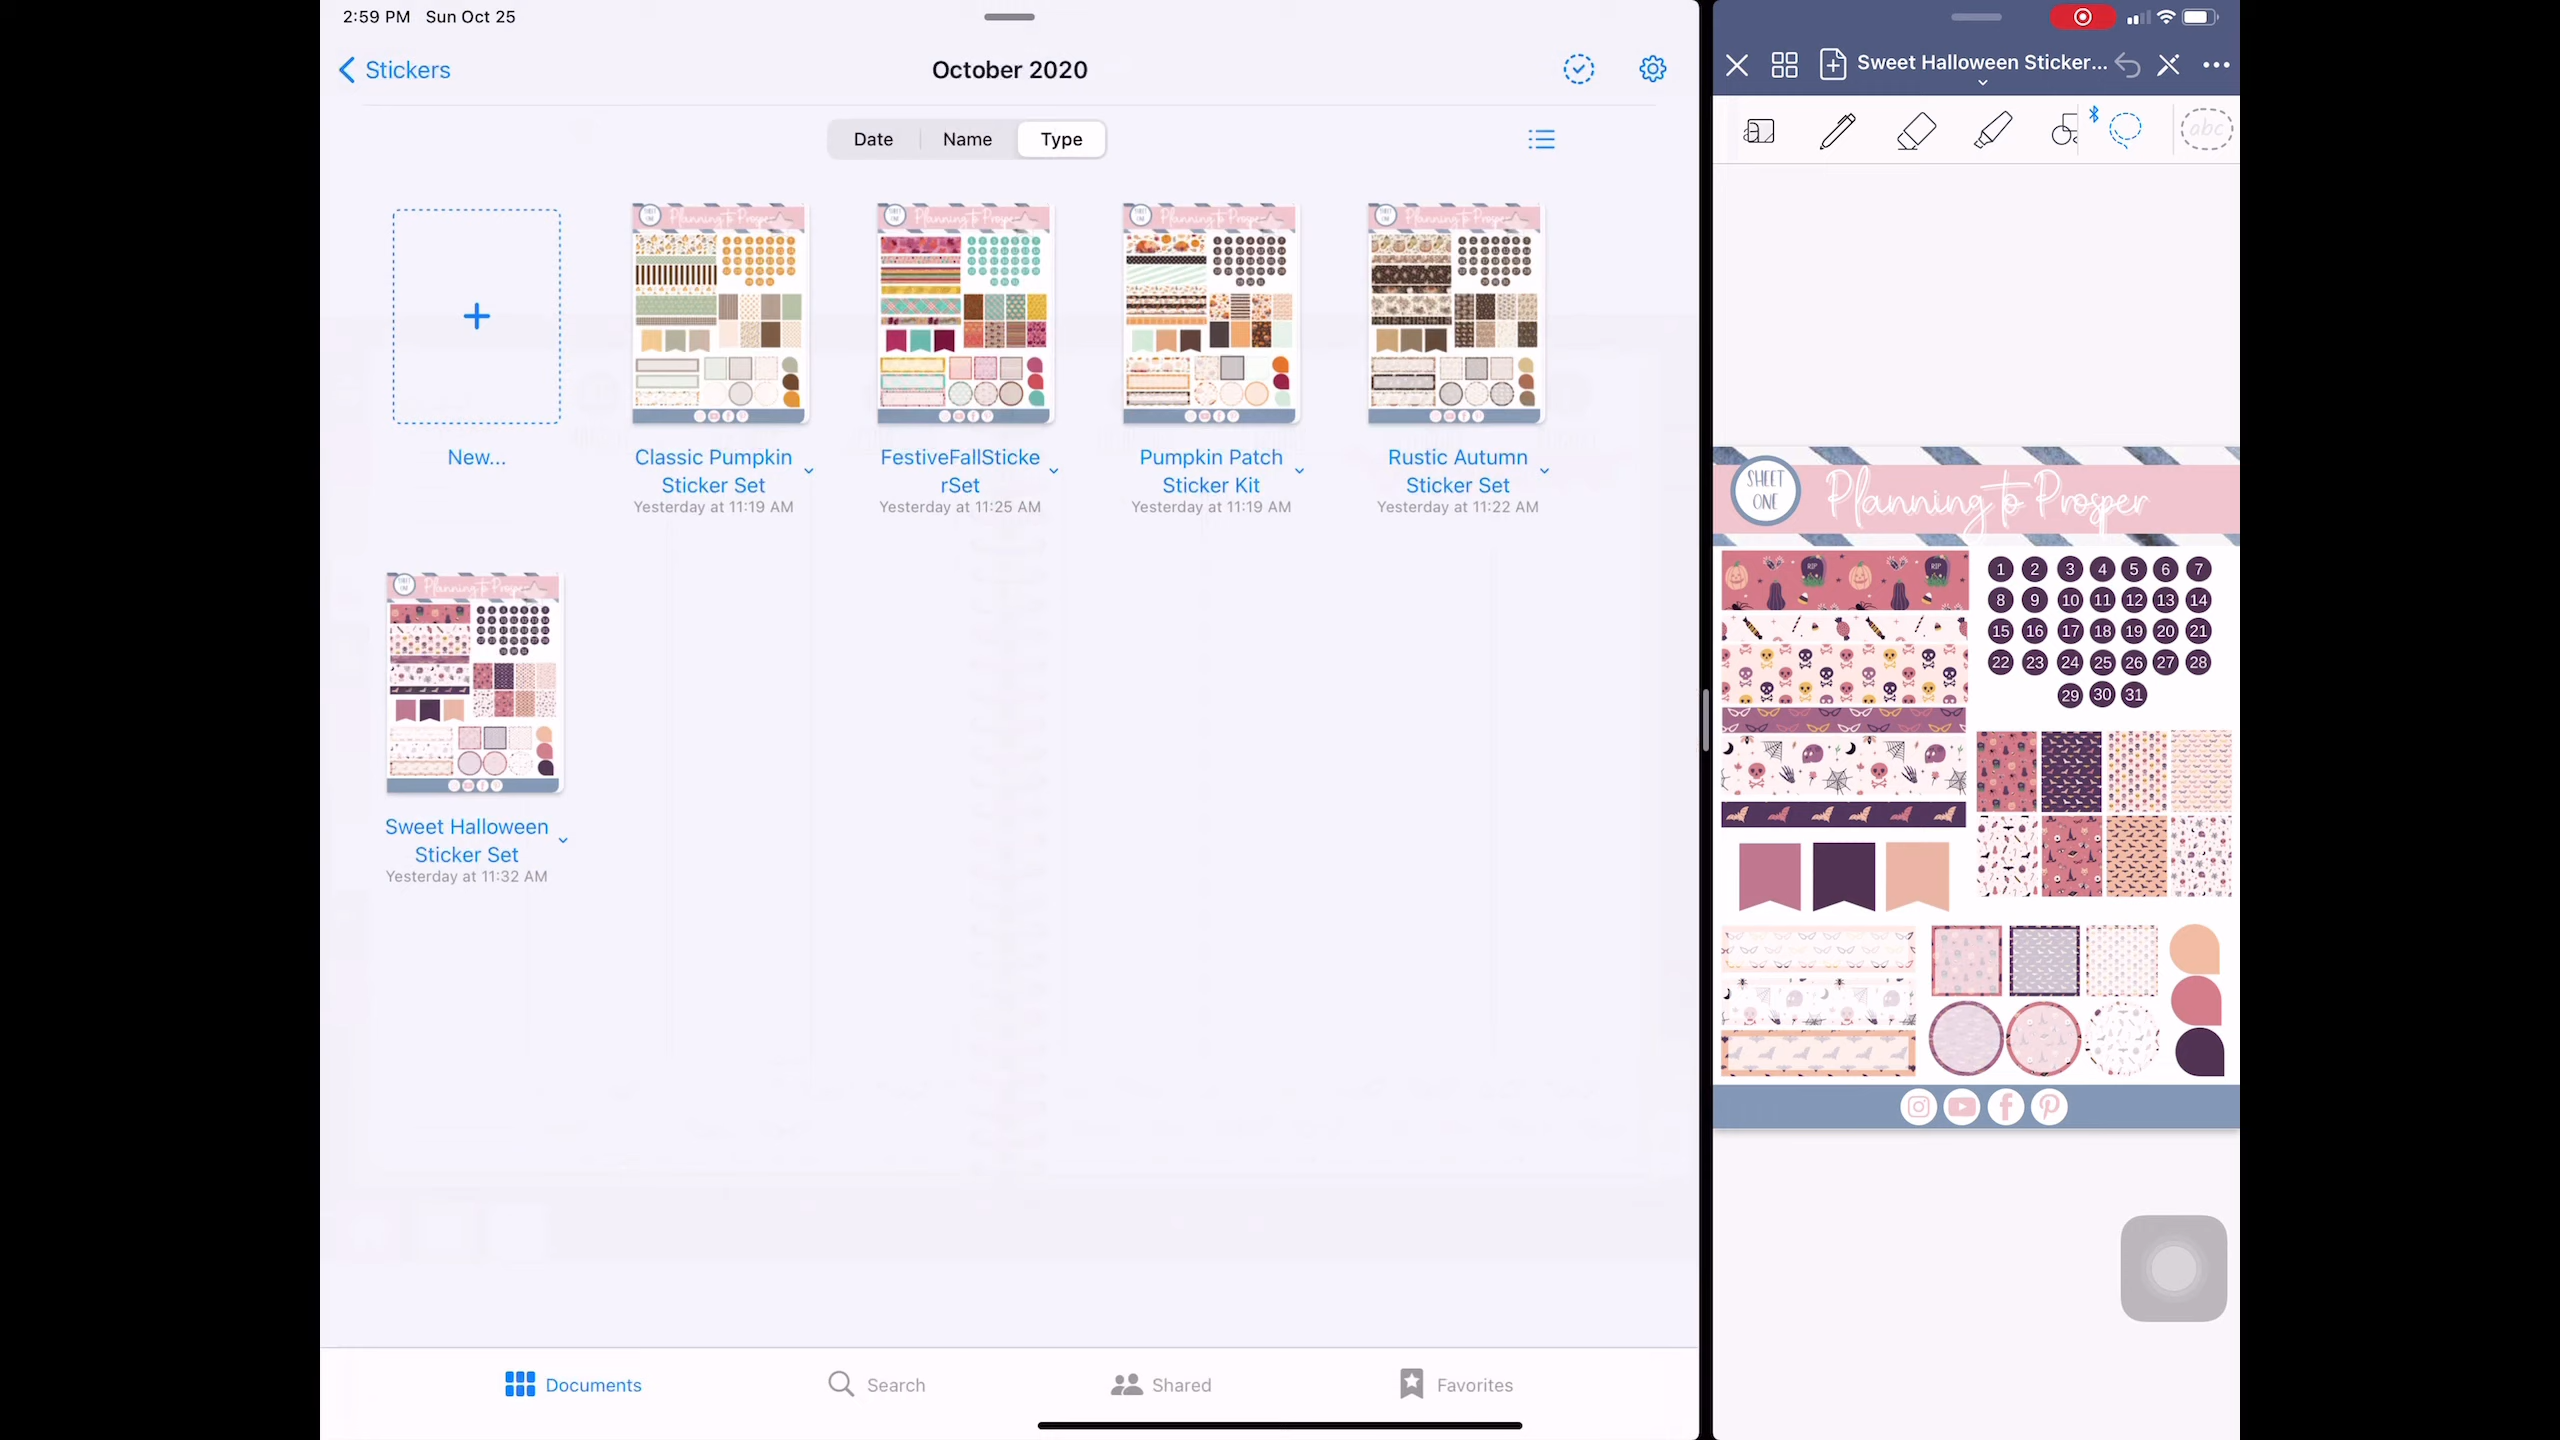 2:59 PM Sun Oct 25
Stickers
October 2020
Date
Name
Type
New...
Classic Pumpkin
Sticker Set
Yesterday at 11:19 AM
FestiveFallSticke
rSet
Yesterday at 11:25 AM
Pumpkin Patch
Sticker Kit
Yesterday at 11:19 AM
Rustic Autumn
Sticker Set
Yesterday at 11:22 AM
Sweet Halloween
Sticker Set
Yesterday at 11:32 AM
Documents
Search
Shared
Favorites
Sweet Halloween Sticker...
abc
SHEET
ONE
Planning to Prosper
RIP
RIP
1 2 3 4 5 6 7
8 9 10 11 12 13 14
15 16 17 18 19 20 21
22 23 24 25 26 27 28
29 30 31